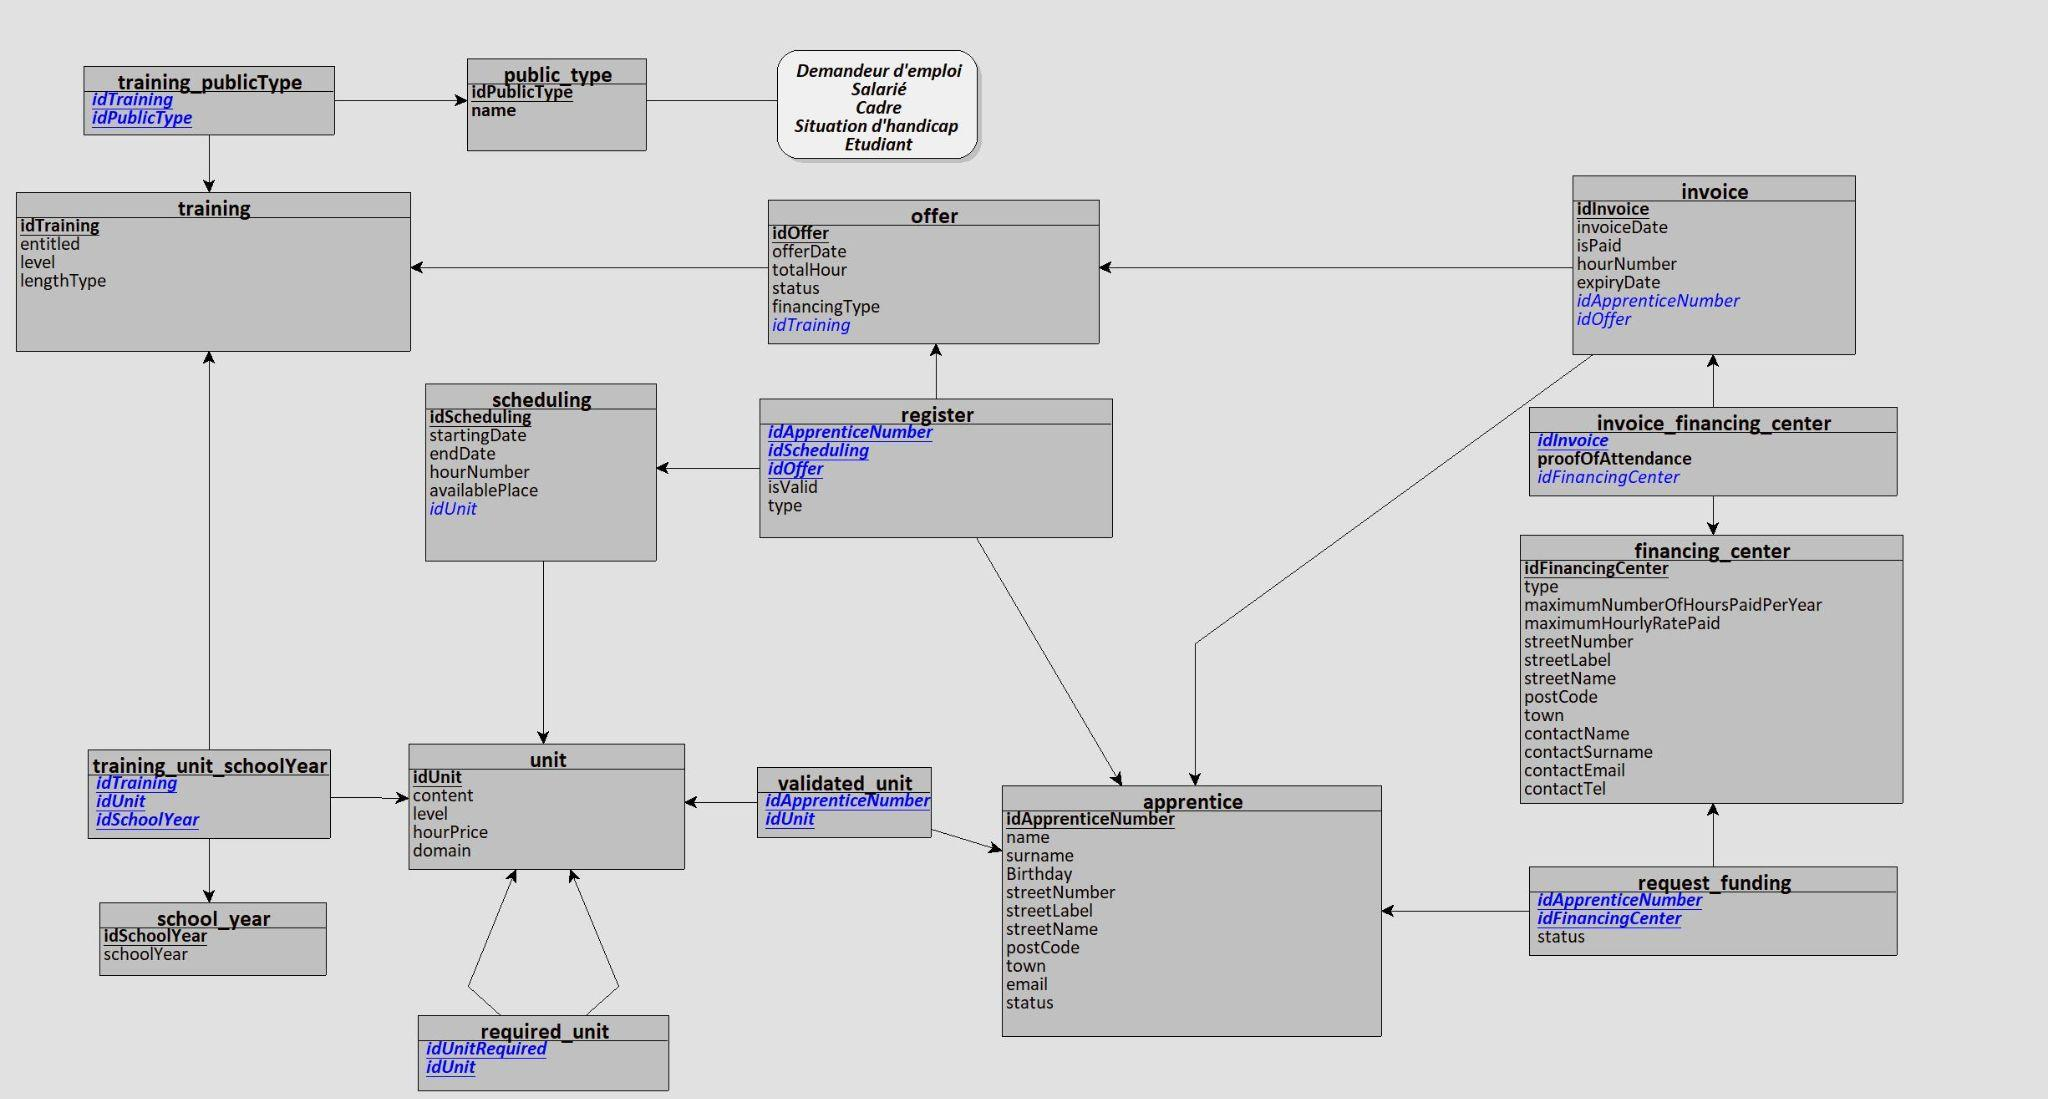 training_publicType
idTraining
idPublicType
public_type
idPublicType
name
Demandeur d'emploi
Salarié
Cadre
Situation d'handicap
Etudiant
training
idTraining
entitled
level
lengthType
offer
idOffer
offerDate
totalHour
status
financingType
idTraining
invoice
idInvoice
invoiceDate
isPaid
hourNumber
expiryDate
idApprenticeNumber
idOffer
scheduling
idScheduling
startingDate
endDate
hourNumber
availablePlace
idUnit
register
idApprenticeNumber
idScheduling
idOffer
isValid
type
invoice_financing_center
idInvoice
proofOfAttendance
idFinancingCenter
financing_center
idFinancingCenter
type
maximumNumberOfHoursPaidPerYear
maximumHourlyRatePaid
streetNumber
streetLabel
streetName
postCode
town
contactName
contactSurname
contactEmail
contactTel
training_unit_schoolYear
idTraining
idUnit
idSchoolYear
unit
idUnit
content
level
hourPrice
domain
validated_unit
idApprenticeNumber
idUnit
apprentice
idApprenticeNumber
name
surname
Birthday
streetNumber
streetLabel
streetName
postCode
town
email
status
request_funding
idApprenticeNumber
idFinancingCenter
status
school_year
idSchoolYear
schoolYear
required_unit
idUnitRequired
idUnit